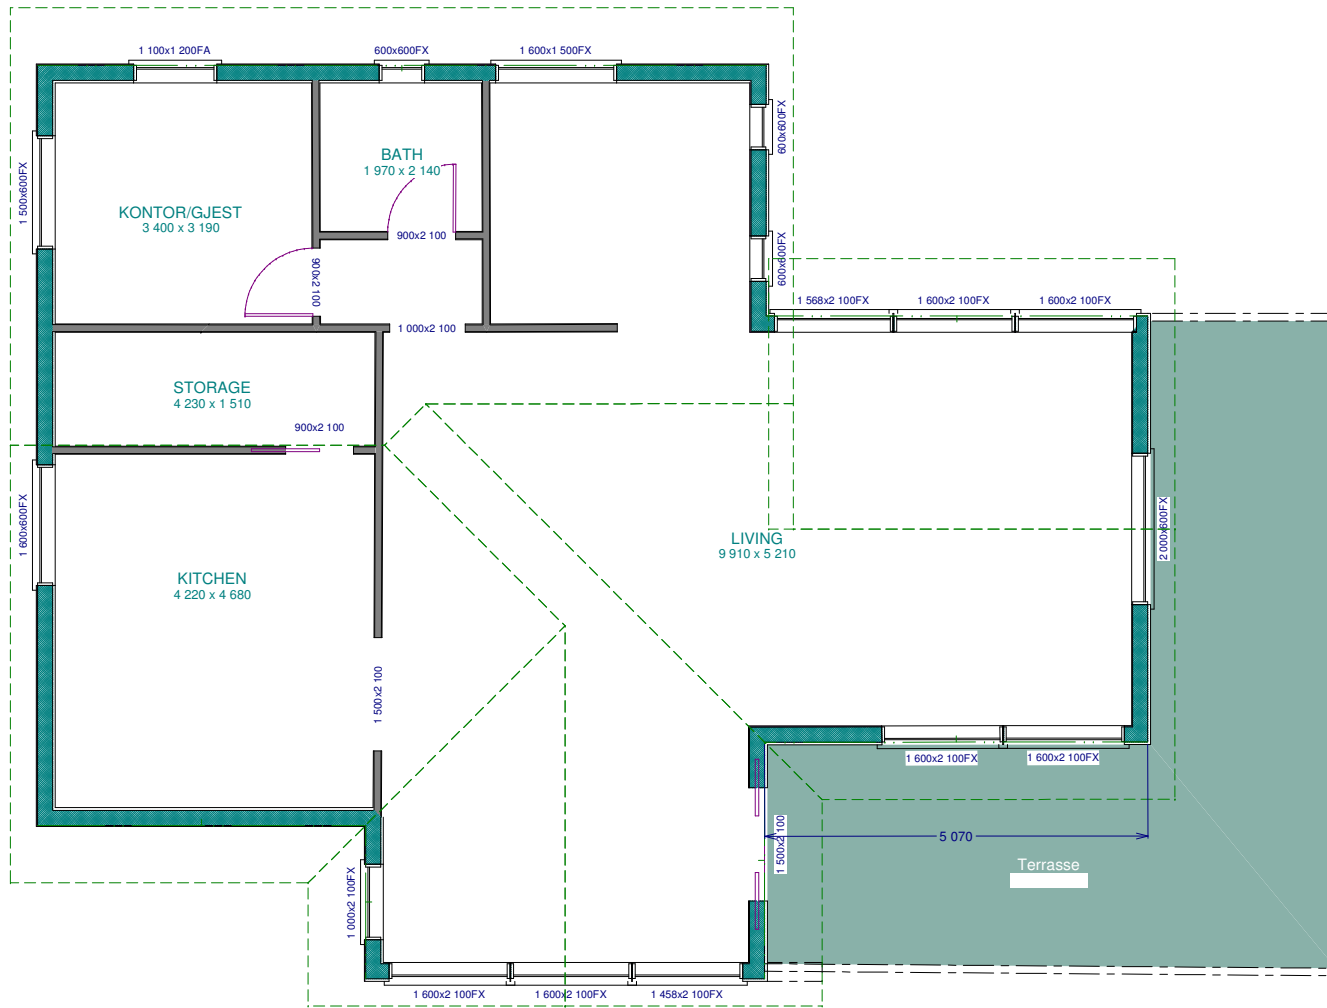 1 100x1 200FA
600x600FX
1 600x1 500FX
600x600FX
1 500x600FX
BATH
1 970 x 2 140
KONTOR/GJEST
3 400 x 3 190
900x2 100
900x2 100
600x600FX
1 568x2 100FX
1 600x2 100FX
1 600x2 100FX
1 000x2 100
STORAGE
4 230 x 1 510
900x2 100
1 600x600FX
2 000x600FX
LIVING
9 910 x 5 210
KITCHEN
4 220 x 4 680
1 500x2 100
1 600x2 100FX
1 600x2 100FX
5 070
1 500x2 100
Terrasse
1 000x2 100FX
1 600x2 100FX
1 600x2 100FX
1 458x2 100FX